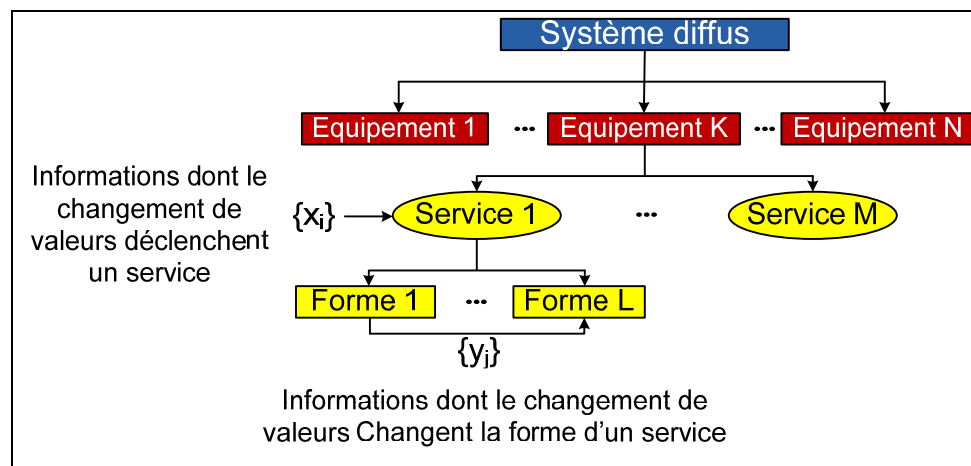 Système diffus
Equipement 1 ... Equipement K ... Equipement N
Informations dont le
changement de
valeurs déclenchent
un service
{xi} Service 1 ... Service M
Forme 1 ... Forme L
{yj}
Informations dont le changement de
valeurs Changent la forme d'un service